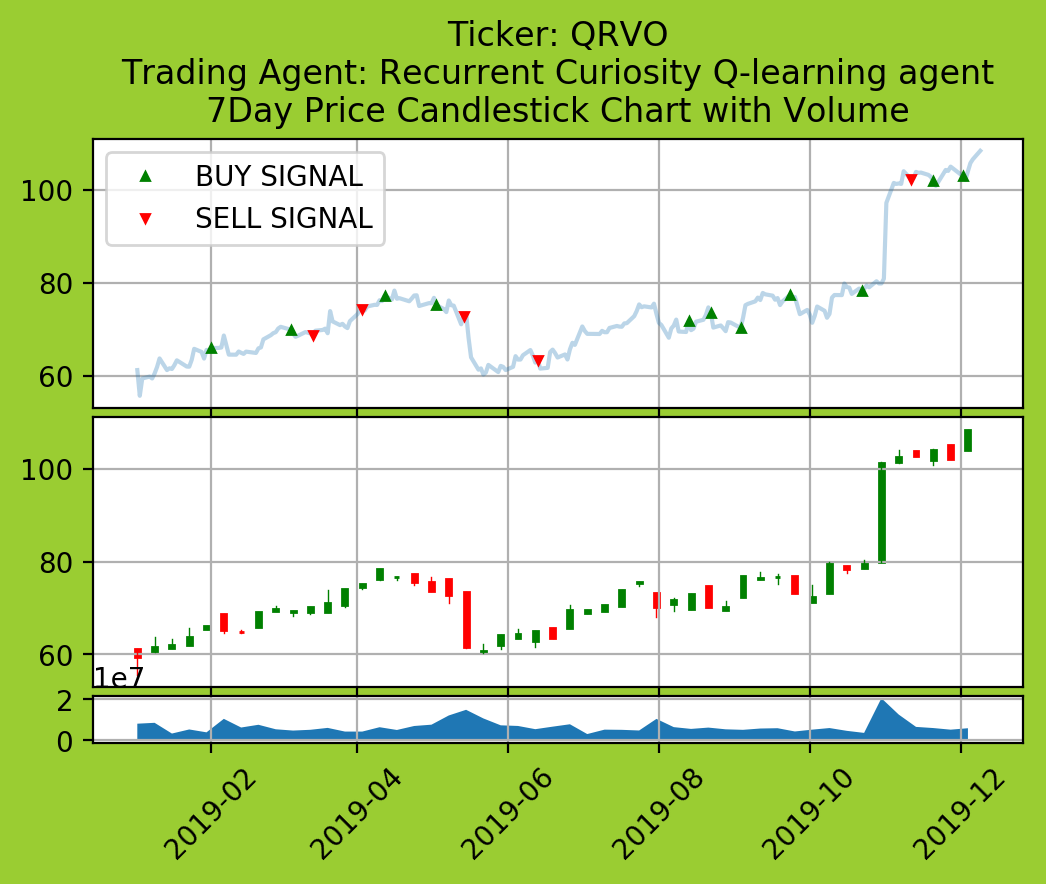 Ticker: QRVO
Trading Agent: Recurrent Curiosity Q-learning agent
7Day Price Candlestick Chart with Volume
BUY SIGNAL
SELL SIGNAL
100
80
60
100
80
60
1e7
2
0
2019-02
2019-04
2019-06
2019-08
2019-10
2019-12